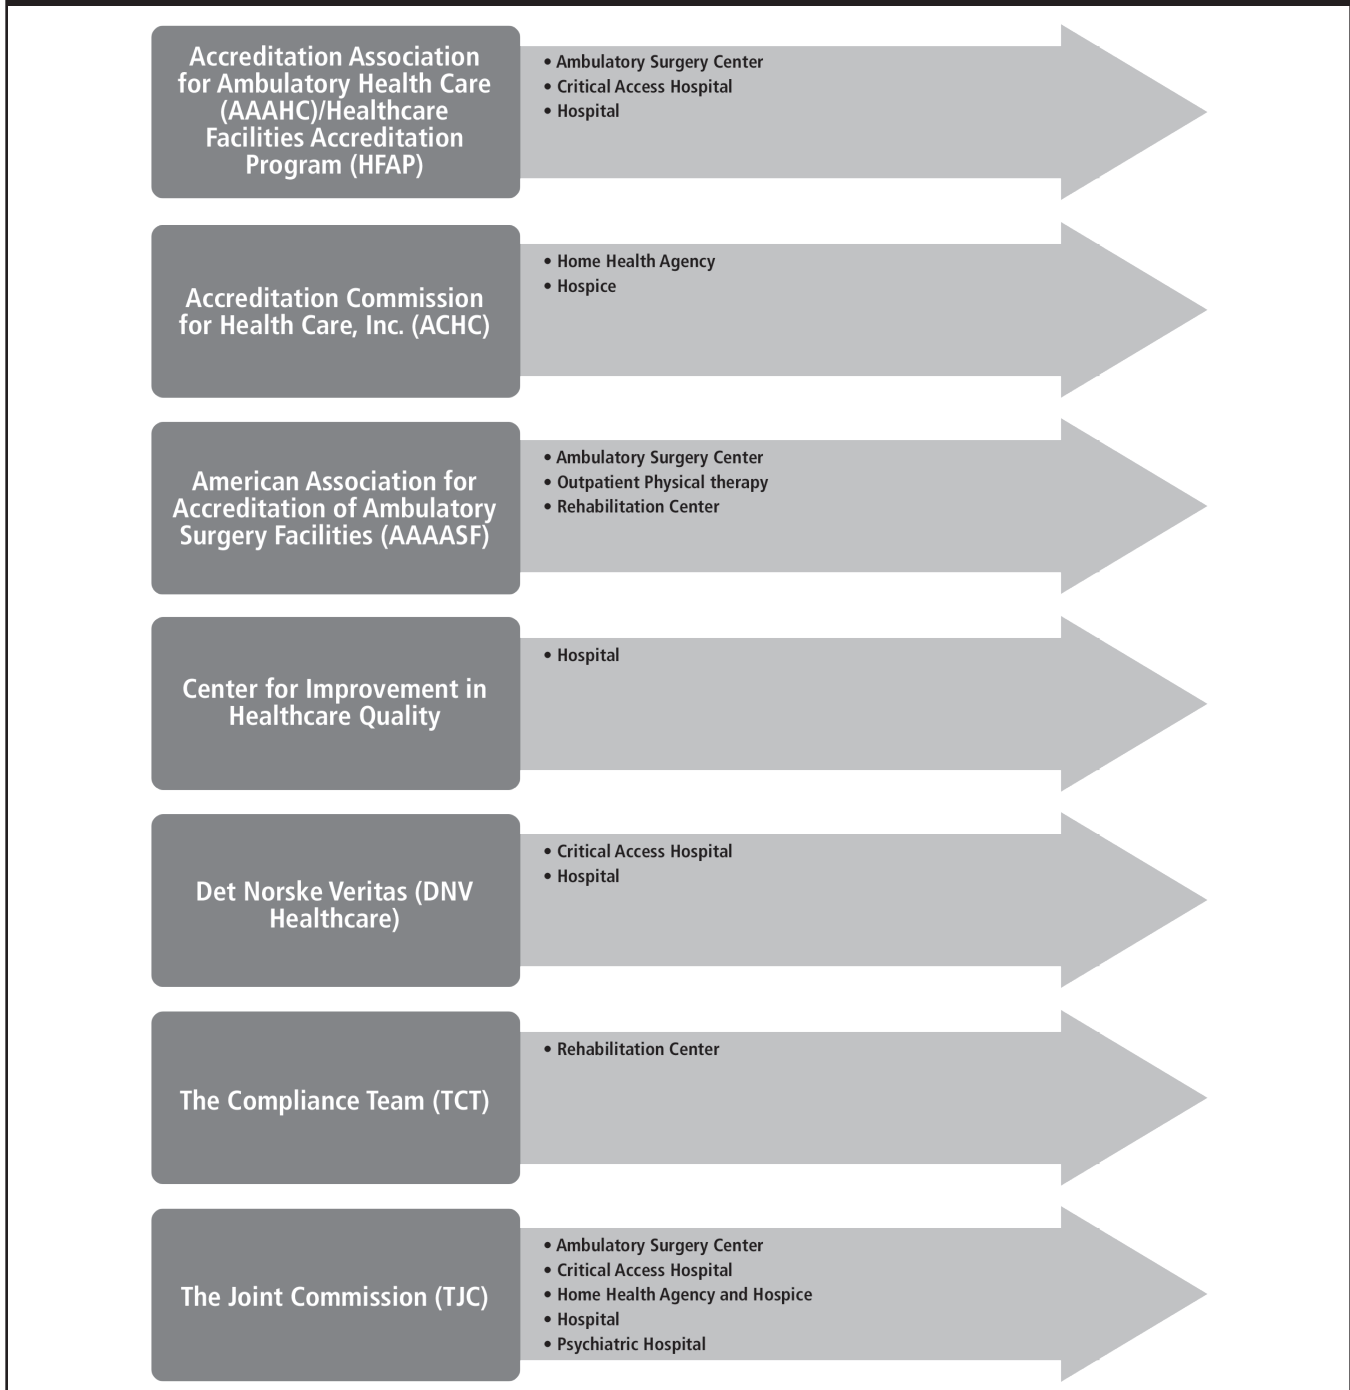 Accreditation Association
for Ambulatory Health Care
(AAAHC)/Healthcare
Facilities Accreditation
Program (HFAP)
• Ambulatory Surgery Center
• Critical Access Hospital
• Hospital
Accreditation Commission
for Health Care, Inc. (ACHC)
• Home Health Agency
• Hospice
American Association for
Accreditation of Ambulatory
Surgery Facilities (AAAASF)
• Ambulatory Surgery Center
• Outpatient Physical therapy
• Rehabilitation Center
Center for Improvement in
Healthcare Quality
• Hospital
Det Norske Veritas (DNV
Healthcare)
• Critical Access Hospital
• Hospital
The Compliance Team (TCT)
• Rehabilitation Center
The Joint Commission (TJC)
• Ambulatory Surgery Center
• Critical Access Hospital
• Home Health Agency and Hospice
• Hospital
• Psychiatric Hospital